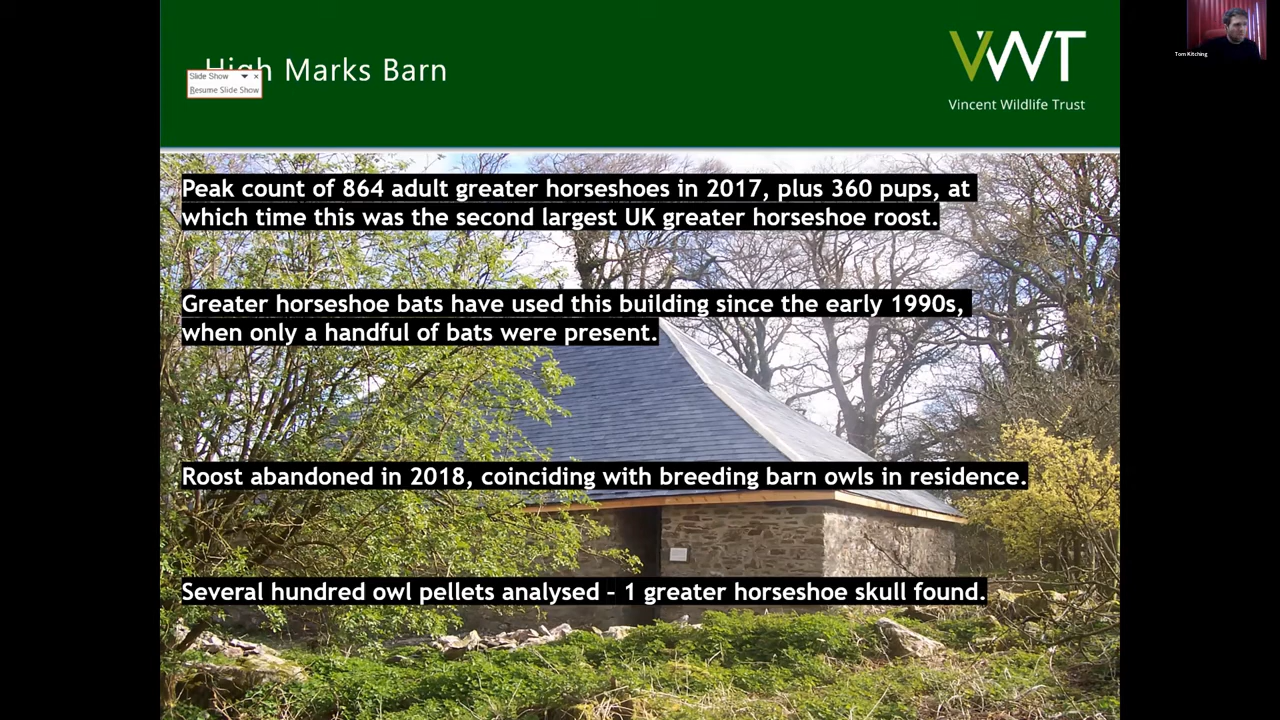 High Marks Barn
Slide Show
Resume Slide Show
VWT
Vincent Wildlife Trust
Tom Kitching
Peak count of 864 adult greater horseshoes in 2017, plus 360 pups, at
which time this was the second largest UK greater horseshoe roost.
Greater horseshoe bats have used this building since the early 1990s,
when only a handful of bats were present.
Roost abandoned in 2018, coinciding with breeding barn owls in residence.
Several hundred owl pellets analysed – 1 greater horseshoe skull found.